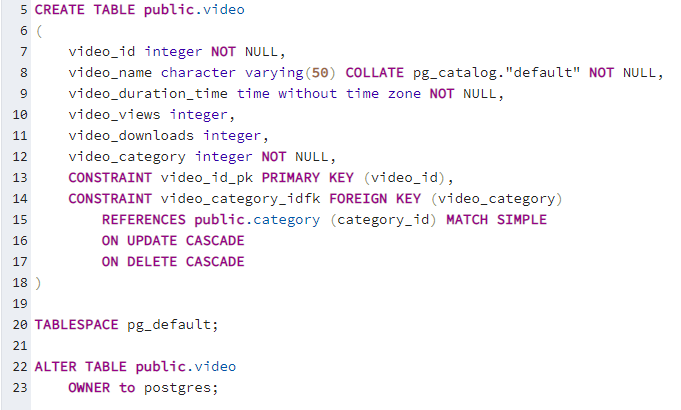 5 CREATE TABLE public.video
6 (
7     video_id integer NOT NULL,
8     video_name character varying(50) COLLATE pg_catalog."default" NOT NULL,
9     video_duration_time time without time zone NOT NULL,
10     video_views integer,
11     video_downloads integer,
12     video_category integer NOT NULL,
13     CONSTRAINT video_id_pk PRIMARY KEY (video_id),
14     CONSTRAINT video_category_idfk FOREIGN KEY (video_category)
15         REFERENCES public.category (category_id) MATCH SIMPLE
16         ON UPDATE CASCADE
17         ON DELETE CASCADE
18 )
19
20 TABLESPACE pg_default;
21
22 ALTER TABLE public.video
23     OWNER to postgres;